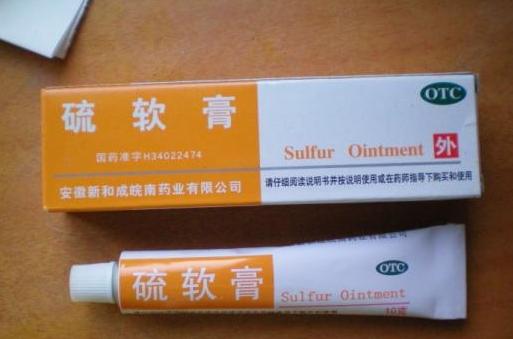 OTC
硫软膏
国药准字H34022474
Sulfur Ointment 外
安徽新和成皖南药业有限公司
请仔细阅读说明书并按说明使用或在药师指导下购买和使用
OTC
硫软膏
Sulfur Ointment
10克